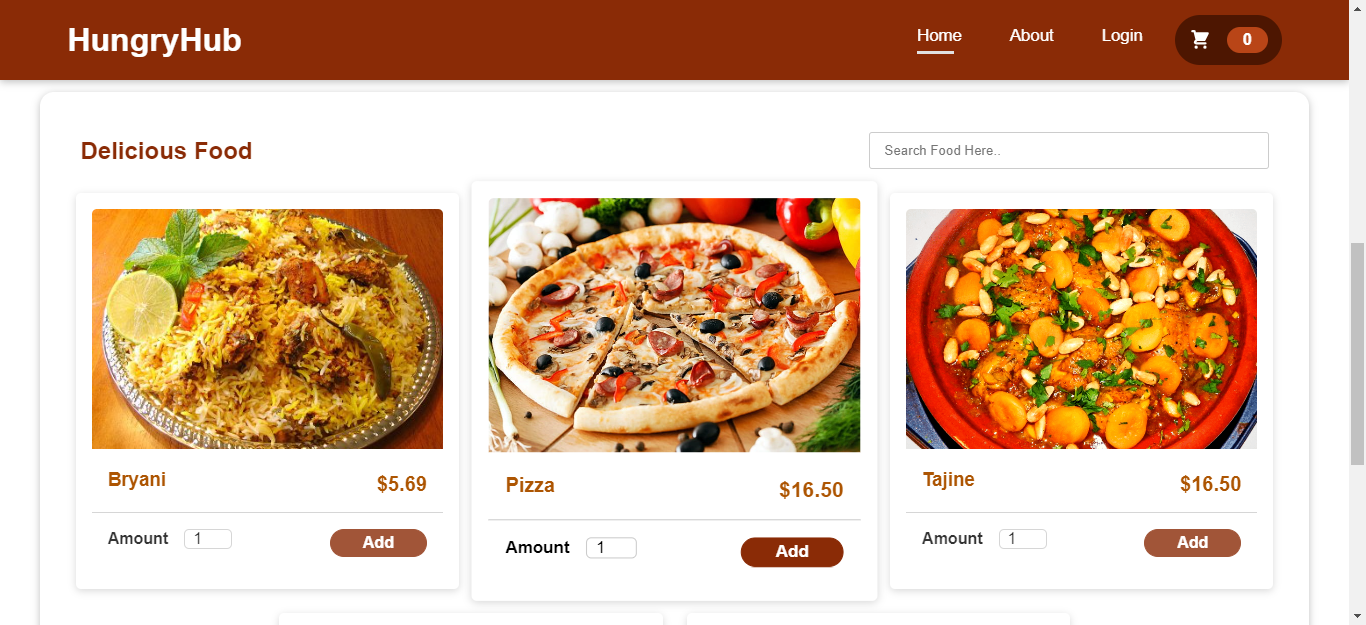 HungryHub
Home
About
Login
0
Delicious Food
Search Food Here..
Bryani
$5.69
Amount
1
Add
Pizza
$16.50
Amount
1
Add
Tajine
$16.50
Amount
1
Add